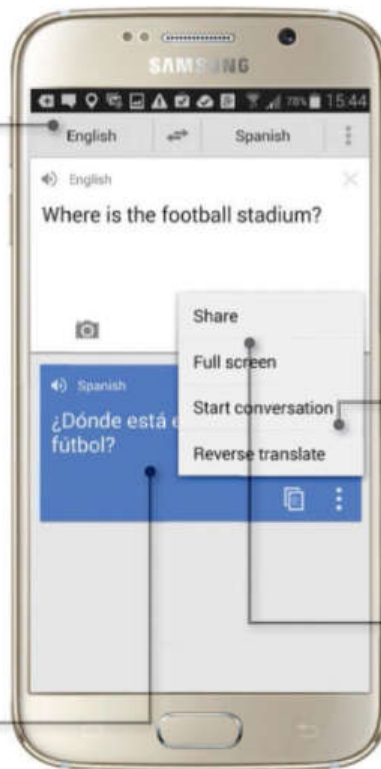 SAMSUNG
78% 15:44
English Spanish
English
Where is the football stadium?
Share
Full screen
Start conversation
Reverse translate
Spanish
¿Dónde está
fútbol?